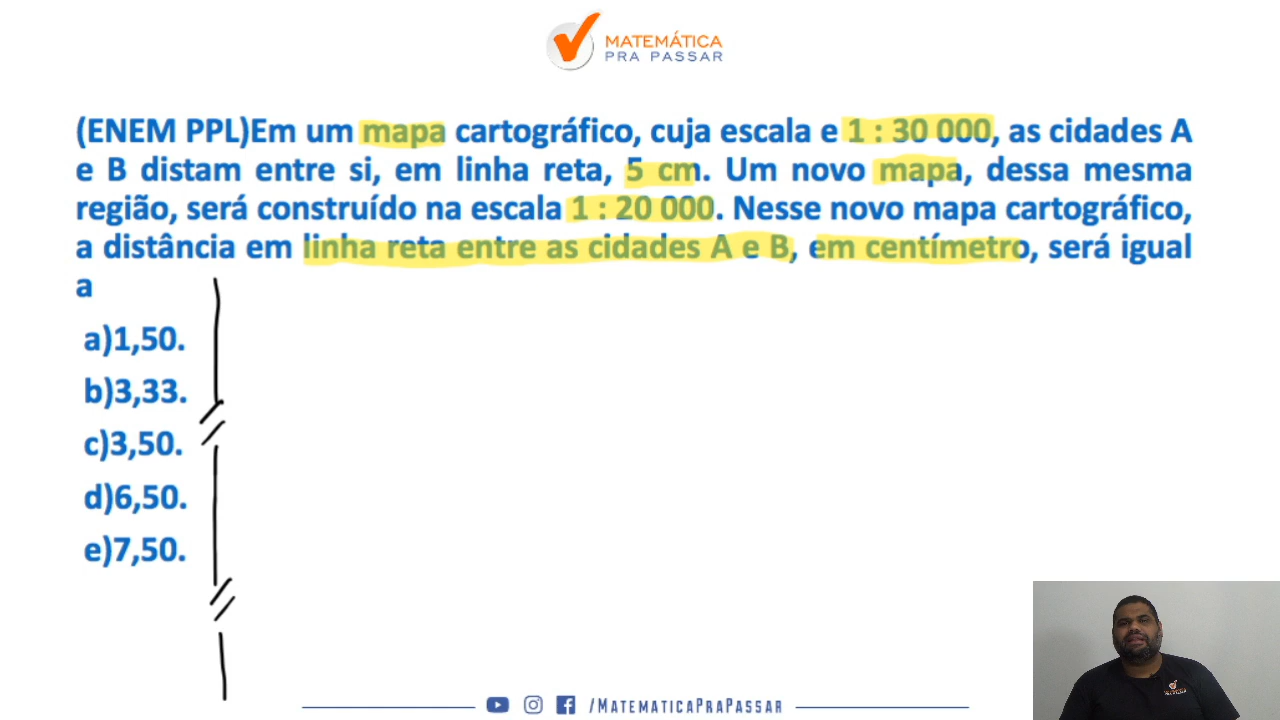 MATEMÁTICA
PRA PASSAR
(ENEM PPL)Em um mapa cartográfico, cuja escala e 1 : 30 000, as cidades A
e B distam entre si, em linha reta, 5 cm. Um novo mapa, dessa mesma
região, será construído na escala 1 : 20 000. Nesse novo mapa cartográfico,
a distância em linha reta entre as cidades A e B, em centímetro, será igual
a
a)1,50.
b)3,33.
c)3,50.
d)6,50.
e)7,50.
/MATEMATICAPRAPASSAR